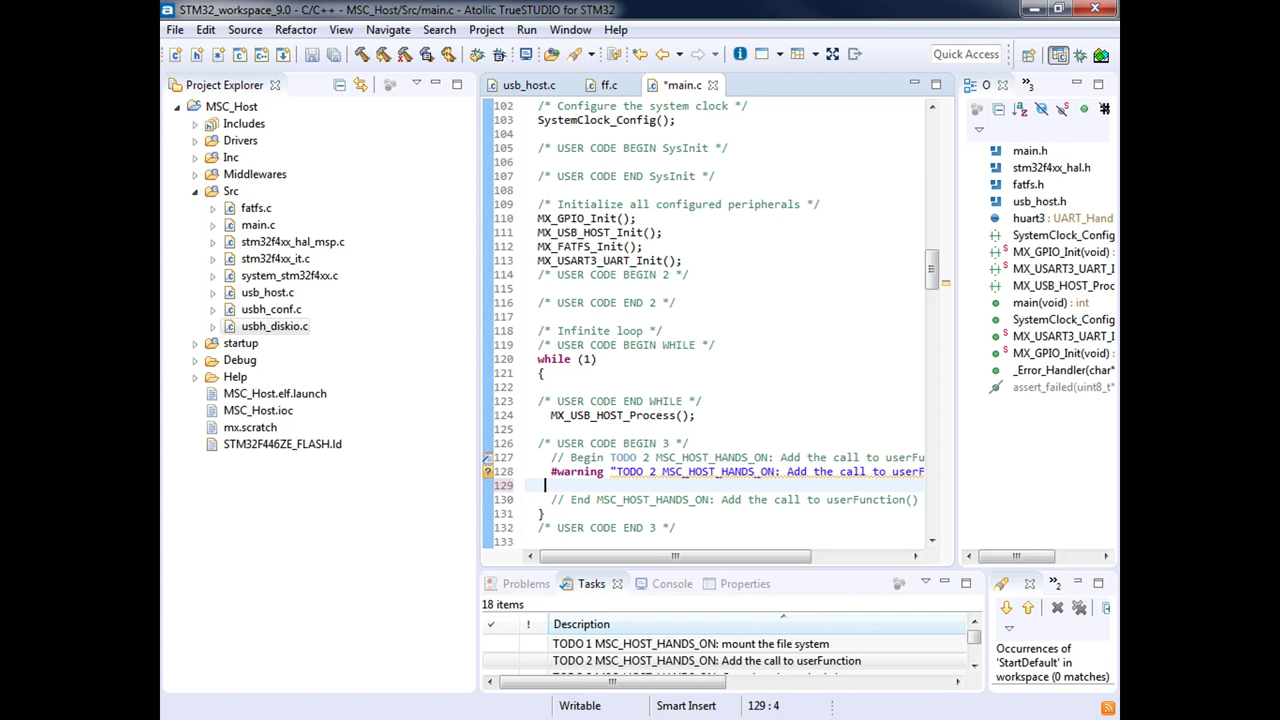 STM32_workspace_9.0 - C/C++ - MSC_Host/Src/main.c - Atollic TrueSTUDIO for STM32
File Edit Source Refactor View Navigate Search Project Run Window Help
Quick Access
Project Explorer
MSC_Host
Includes
Drivers
Inc
Middlewares
Src
fatfs.c
main.c
stm32f4xx_hal_msp.c
stm32f4xx_it.c
system_stm32f4xx.c
usb_host.c
usbh_conf.c
usbh_diskio.c
startup
Debug
Help
MSC_Host.elf.launch
MSC_Host.ioc
mx.scratch
STM32F446ZE_FLASH.ld
usb_host.c ff.c *main.c
102 /* Configure the system clock */
103 SystemClock_Config();
104
105 /* USER CODE BEGIN SysInit */
106
107 /* USER CODE END SysInit */
108
109 /* Initialize all configured peripherals */
110 MX_GPIO_Init();
111 MX_USB_HOST_Init();
112 MX_FATFS_Init();
113 MX_USART3_UART_Init();
114 /* USER CODE BEGIN 2 */
115
116 /* USER CODE END 2 */
117
118 /* Infinite loop */
119 /* USER CODE BEGIN WHILE */
120 while (1)
121 {
122
123 /* USER CODE END WHILE */
124 MX_USB_HOST_Process();
125
126 /* USER CODE BEGIN 3 */
127 // Begin TODO 2 MSC_HOST_HANDS_ON: Add the call to userFu
128 #warning "TODO 2 MSC_HOST_HANDS_ON: Add the call to userF
129
130 // End MSC_HOST_HANDS_ON: Add the call to userFunction()
131 }
132 /* USER CODE END 3 */
133
O 3
main.h
stm32f4xx_hal.h
fatfs.h
usb_host.h
huart3 : UART_Hand
SystemClock_Config
MX_GPIO_Init(void)
MX_USART3_UART_I
MX_USB_HOST_Proc
main(void) : int
SystemClock_Config
MX_USART3_UART_I
MX_GPIO_Init(void)
_Error_Handler(char*
assert_failed(uint8_t*
Problems Tasks Console Properties
18 items
! Description
TODO 1 MSC_HOST_HANDS_ON: mount the file system
TODO 2 MSC_HOST_HANDS_ON: Add the call to userFunction
2
Occurrences of
'StartDefault' in
workspace (0 matches)
Writable Smart Insert 129 : 4